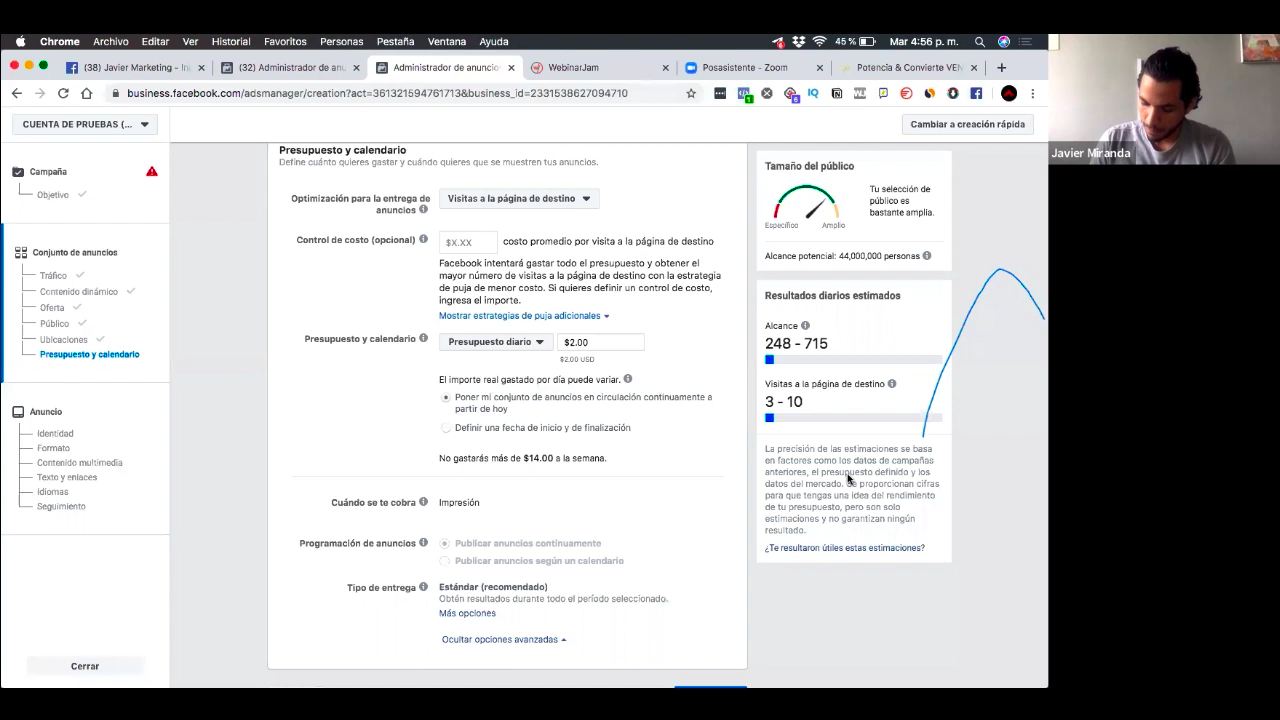 Chrome Archivo Editar Ver Historial Favoritos Personas Pestaña Ventana Ayuda
45 % Mar 4:56 p. m.
(38) Javier Marketing - In
(32) Administrador de anu
Administrador de anuncio
WebinarJam
Posasistente - Zoom
Potencia & Convierte VEN
business.facebook.com/adsmanager/creation?act=361321594761713&business_id=2331538627094710
CUENTA DE PRUEBAS (...
Cambiar a creación rápida
Javier Miranda
Campaña
Objetivo
Conjunto de anuncios
Tráfico
Contenido dinámico
Oferta
Público
Ubicaciones
Presupuesto y calendario
Anuncio
Identidad
Formato
Contenido multimedia
Texto y enlaces
Idiomas
Seguimiento
Cerrar
Presupuesto y calendario
Define cuánto quieres gastar y cuándo quieres que se muestren tus anuncios.
Optimización para la entrega de
anuncios
Visitas a la página de destino
Control de costo (opcional)
$X.XX
costo promedio por visita a la página de destino
Facebook intentará gastar todo el presupuesto y obtener el
mayor número de visitas a la página de destino con la estrategia
de puja de menor costo. Si quieres definir un control de costo,
ingresa el importe.
Mostrar estrategias de puja adicionales
Presupuesto y calendario
Presupuesto diario
$2.00
$2.00 USD
El importe real gastado por día puede variar.
Poner mi conjunto de anuncios en circulación continuamente a
partir de hoy
Definir una fecha de inicio y de finalización
No gastarás más de $14.00 a la semana.
Cuándo se te cobra
Impresión
Programación de anuncios
Publicar anuncios continuamente
Publicar anuncios según un calendario
Tipo de entrega
Estándar (recomendado)
Obtén resultados durante todo el período seleccionado.
Más opciones
Ocultar opciones avanzadas
Tamaño del público
Específico
Amplio
Tu selección de
público es
bastante amplia.
Alcance potencial: 44,000,000 personas
Resultados diarios estimados
Alcance
248 - 715
Visitas a la página de destino
3 - 10
La precisión de las estimaciones se basa
en factores como los datos de campañas
anteriores, el presupuesto definido y los
datos del mercado. Se proporcionan cifras
para que tengas una idea del rendimiento
de tu presupuesto, pero son solo
estimaciones y no garantizan ningún
resultado.
¿Te resultaron útiles estas estimaciones?